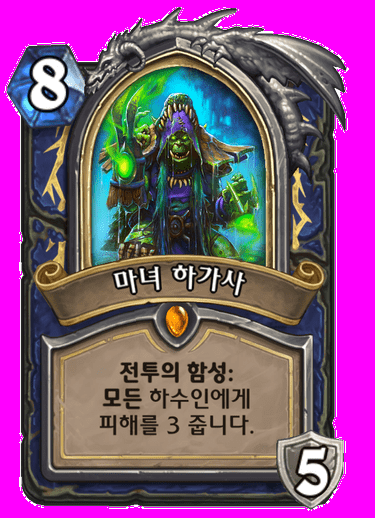 8
마녀 하가사
전투의 함성:
모든 하수인에게
피해를 3 줍니다.
5